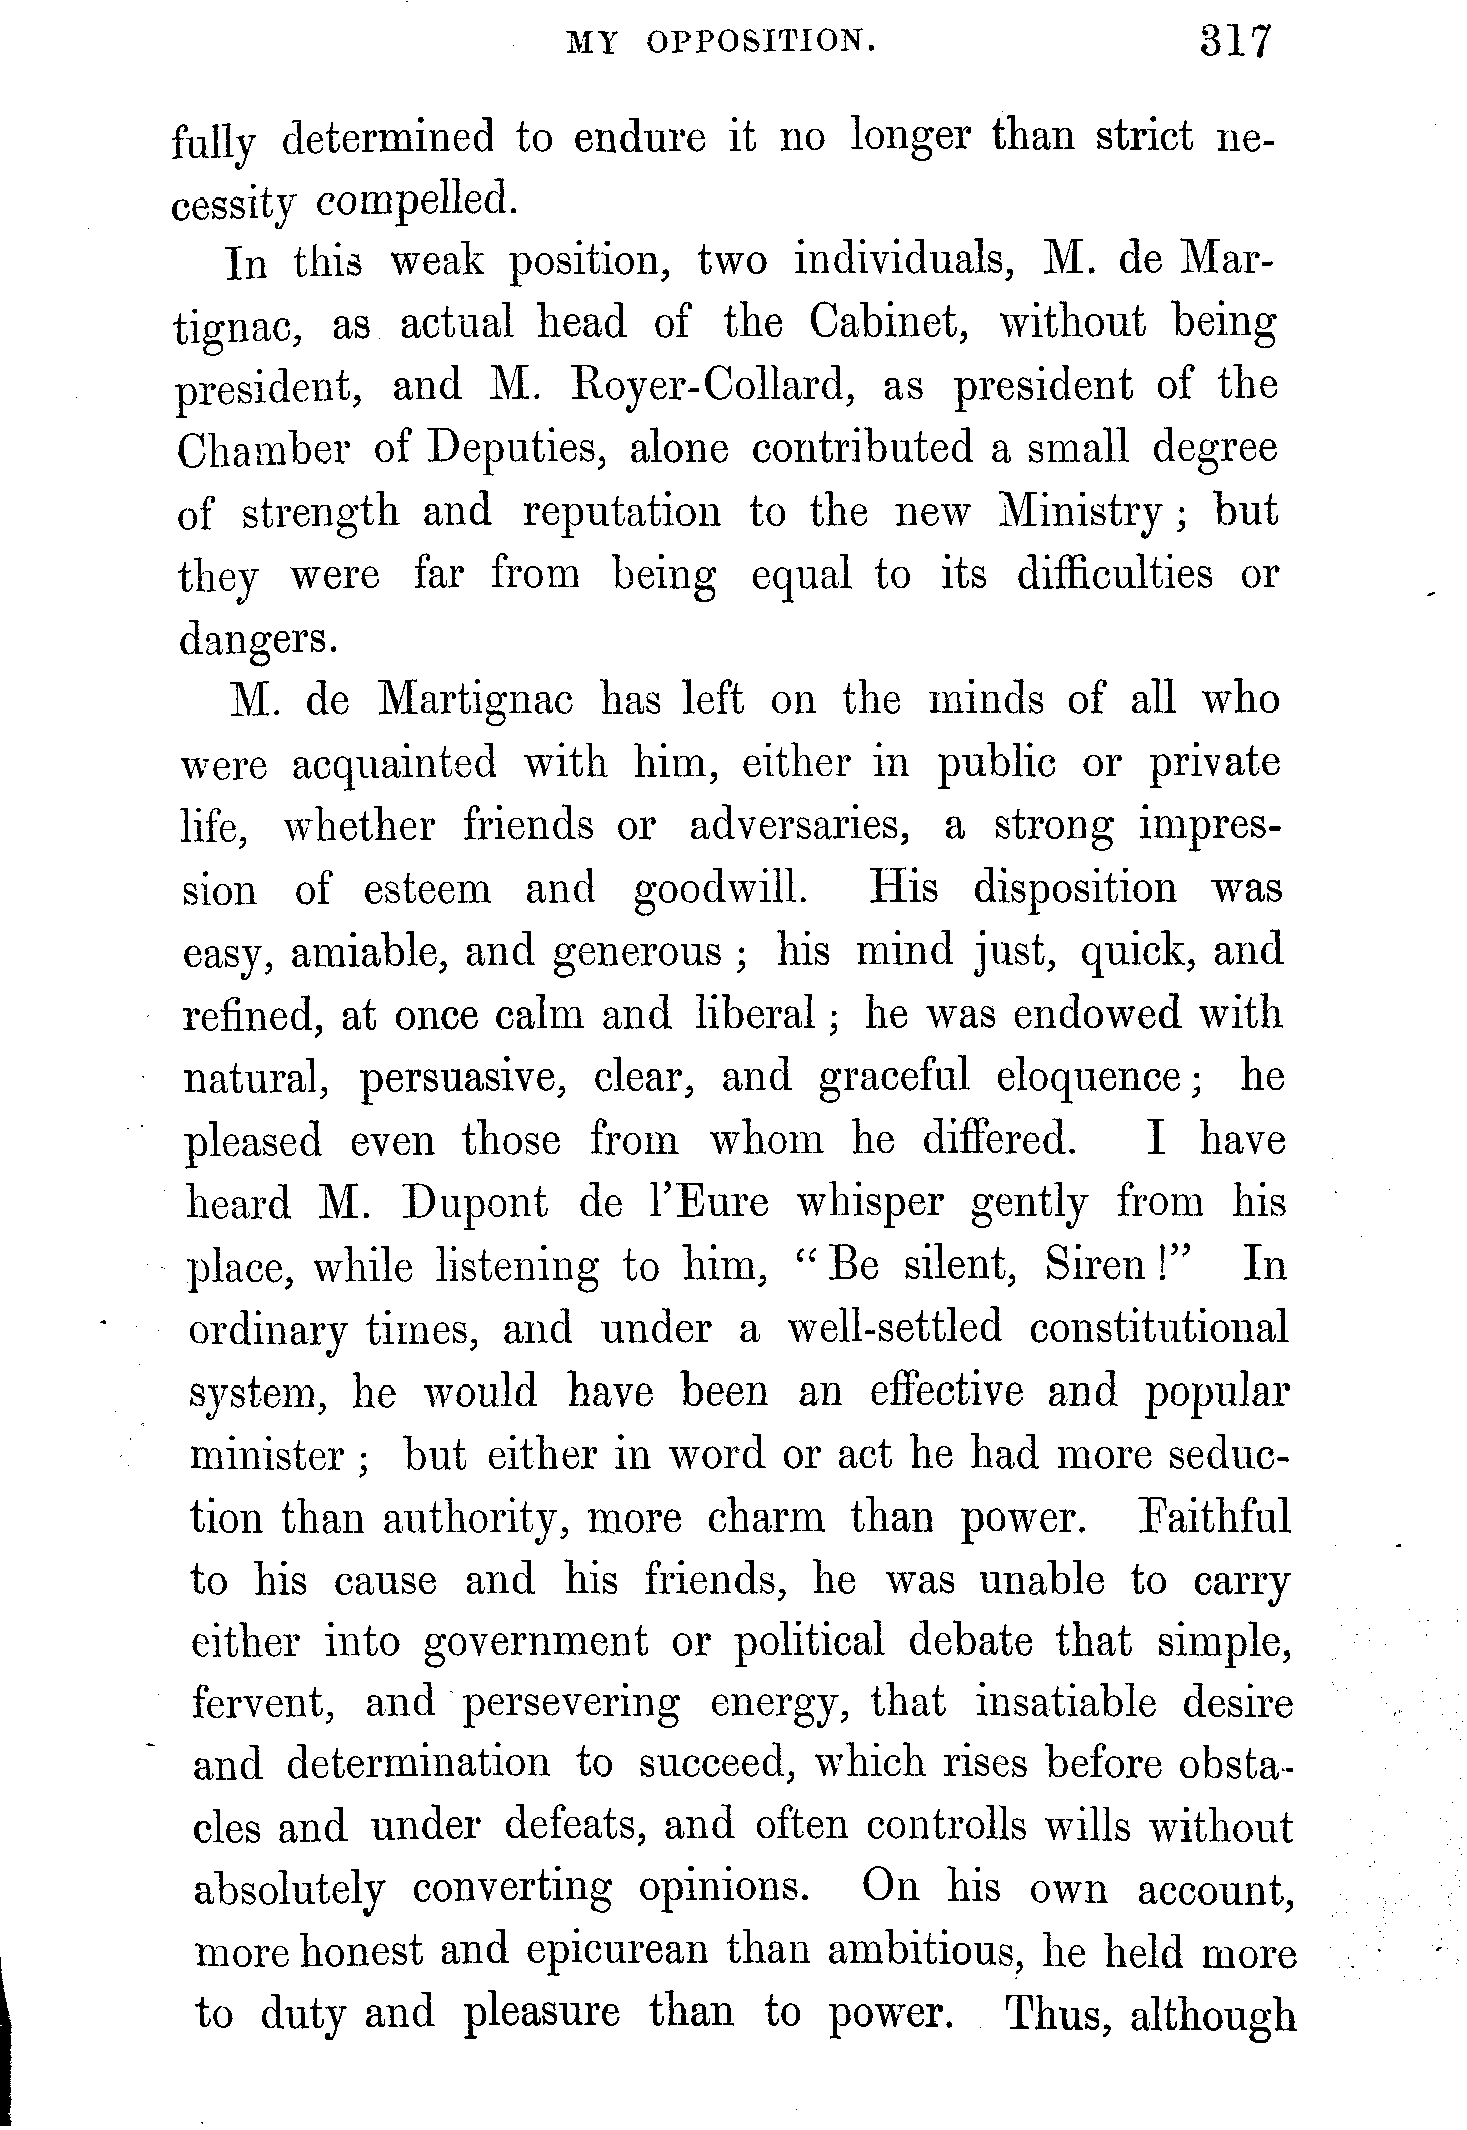 MY OPPOSITION. 317
fully determined to endure it no longer than strict ne-
cessity compelled.
In this weak position, two individuals, M. de Mar-
tignac, as actual head of the Cabinet, without being
president, and M. Royer-Collard, as president of the
Chamber of Deputies, alone contributed a small degree
of strength and reputation to the new Ministry ; but
they were far from being equal to its difficulties or
dangers.
M. de Martignac has left on the minds of all who
were acquainted with him, either in public or private
life, whether friends or adversaries, a strong impres-
sion of esteem and goodwill. His disposition was
easy, amiable, and generous ; his mind just, quick, and
refined, at once calm and liberal ; he was endowed with
natural, persuasive, clear, and graceful eloquence ; he
pleased even those from whom he differed. I have
heard M. Dupont de l'Eure whisper gently from his
place, while listening to him, “ Be silent, Siren !” In
ordinary times, and under a well-settled constitutional
system, he would have been an effective and popular
minister ; but either in word or act he had more seduc-
tion than authority, more charm than power. Faithful
to his cause and his friends, he was unable to carry
either into government or political debate that simple,
fervent, and persevering energy, that insatiable desire
and determination to succeed, which rises before obsta-
cles and under defeats, and often controlls wills without
absolutely converting opinions. On his own account,
more honest and epicurean than ambitious, he held more
to duty and pleasure than to power. Thus, although